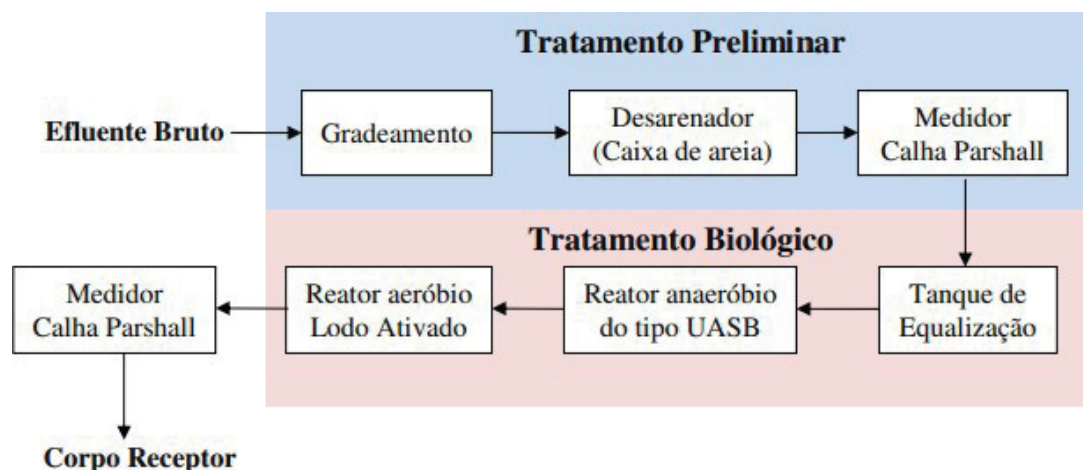 Tratamento Preliminar
Efluente Bruto
Gradeamento
Desarenador
(Caixa de areia)
Medidor
Calha Parshall
Tratamento Biológico
Tanque de
Equalização
Reator anaeróbio
do tipo UASB
Reator aeróbio
Lodo Ativado
Medidor
Calha Parshall
Corpo Receptor